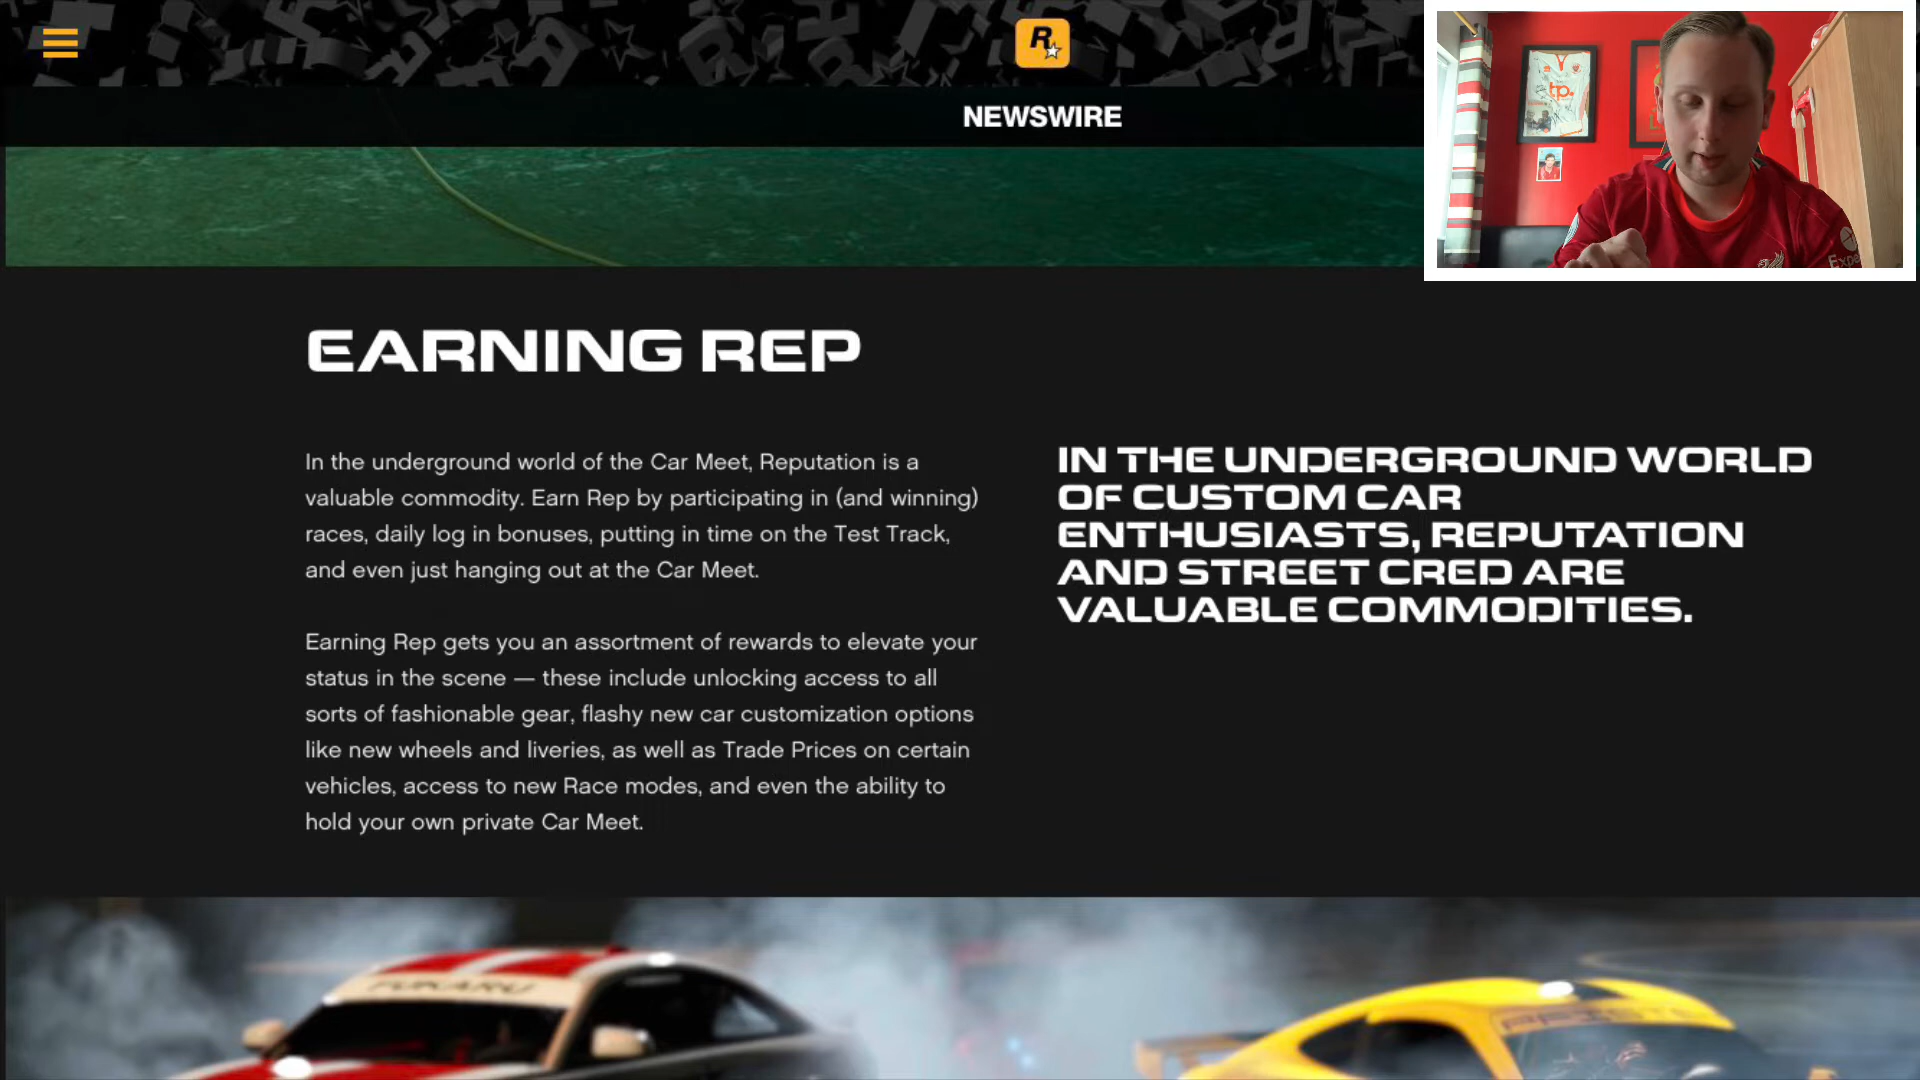 R
NEWSWIRE
tp.
Expe
EARNING REP
In the underground world of the Car Meet, Reputation is a
valuable commodity. Earn Rep by participating in (and winning)
races, daily log in bonuses, putting in time on the Test Track,
and even just hanging out at the Car Meet.
Earning Rep gets you an assortment of rewards to elevate your
status in the scene — these include unlocking access to all
sorts of fashionable gear, flashy new car customization options
like new wheels and liveries, as well as Trade Prices on certain
vehicles, access to new Race modes, and even the ability to
hold your own private Car Meet.
IN THE UNDERGROUND WORLD
OF CUSTOM CAR
ENTHUSIASTS, REPUTATION
AND STREET CRED ARE
VALUABLE COMMODITIES.
FUKARU